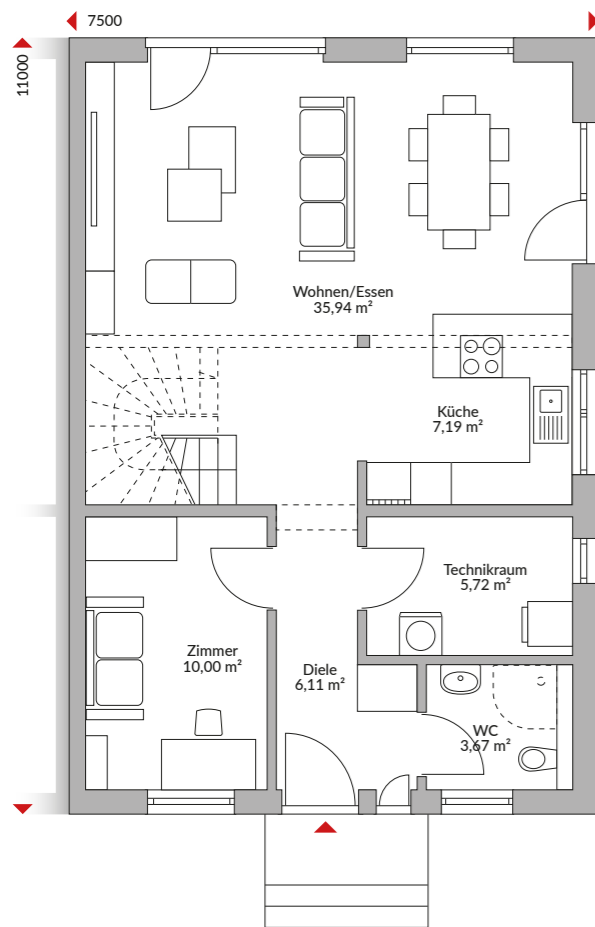 7500
11000
Wohnen/Essen
35,94 m²
Küche
7,19 m²
Technikraum
5,72 m²
Zimmer
10,00 m²
Diele
6,11 m²
WC
3,67 m²